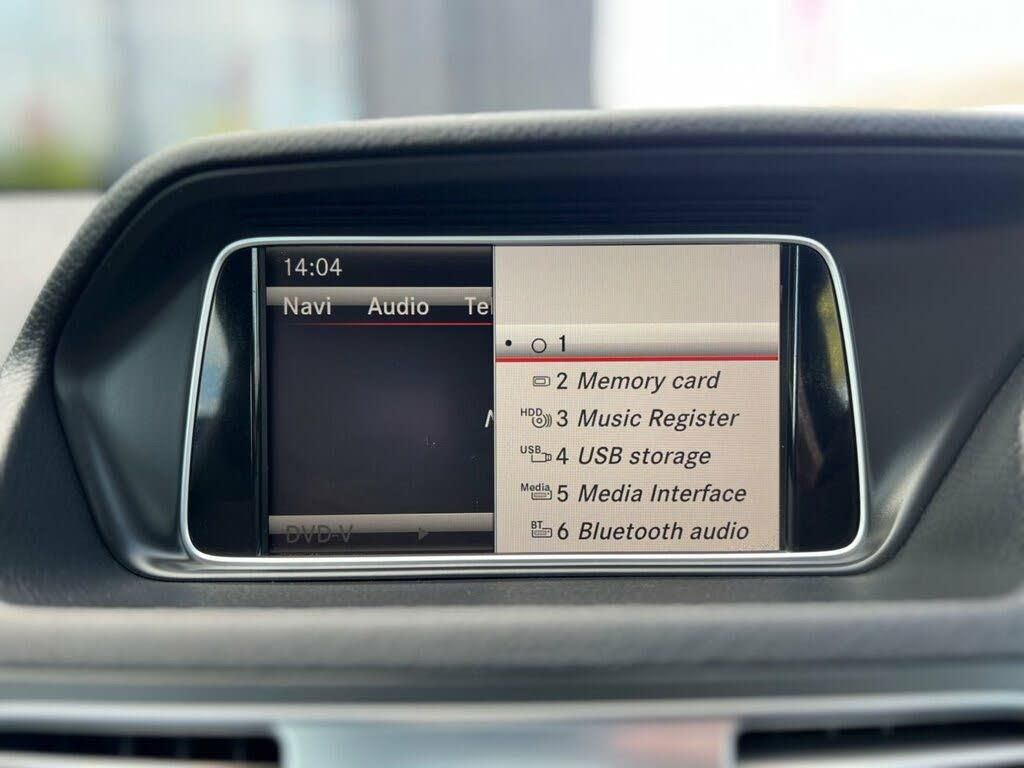 14:04
Navi Audio Tel
1
2 Memory card
HDD 3 Music Register
USB 4 USB storage
Media 5 Media Interface
BT 6 Bluetooth audio
DVD-V